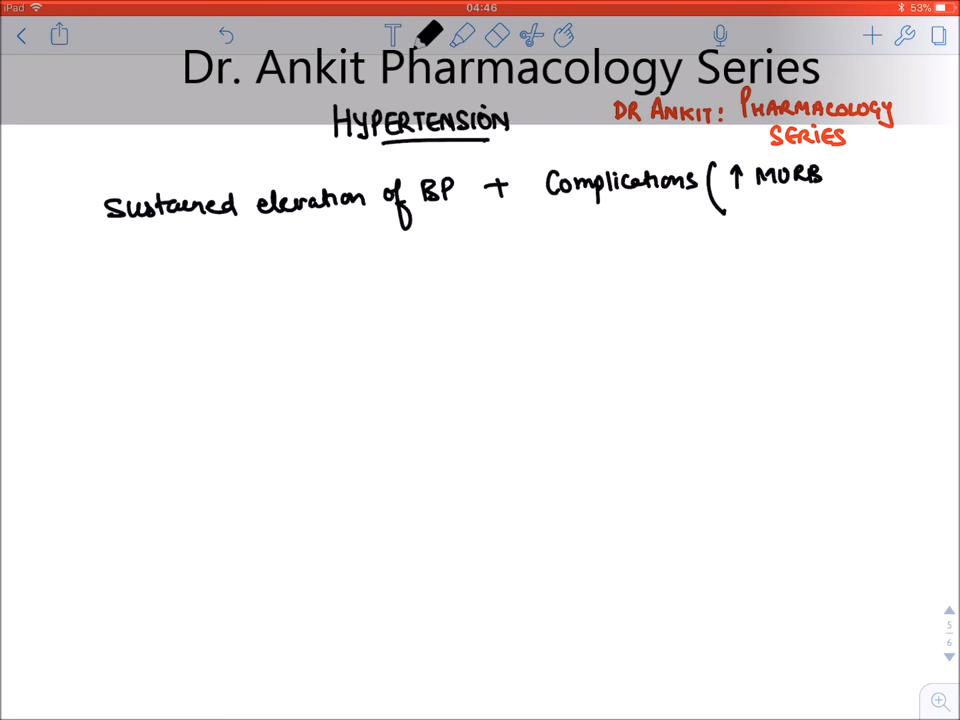 iPad 04:46 53%
T
Dr. Ankit Pharmacology Series
HYPERTENSION
DR ANKIT: PHARMACOLOGY
SERIES
Sustained elevation of BP + Complications ( ↑ MORB
5
6